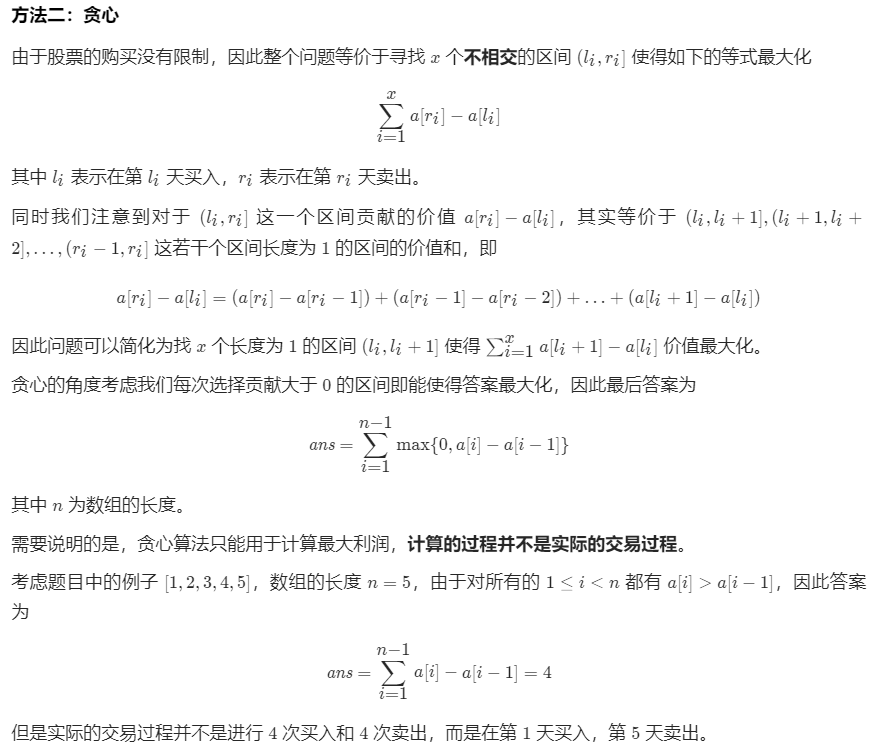 方法二：贪心
由于股票的购买没有限制，因此整个问题等价于寻找 x 个不相交的区间 (l_i, r_i] 使得如下的等式最大化
\sum_{i=1}^{x} a[r_i] − a[l_i]
其中 l_i 表示在第 l_i 天买入，r_i 表示在第 r_i 天卖出。
同时我们注意到对于 (l_i, r_i] 这一个区间贡献的价值 a[r_i] − a[l_i]，其实等价于 (l_i, l_i + 1], (l_i + 1, l_i +
2], …, (r_i − 1, r_i] 这若干个区间长度为 1 的区间的价值和，即
a[r_i] − a[l_i] = (a[r_i] − a[r_i − 1]) + (a[r_i − 1] − a[r_i − 2]) + … + (a[l_i + 1] − a[l_i])
因此问题可以简化为找 x 个长度为 1 的区间 (l_i, l_i + 1] 使得 \sum_{i=1}^{x} a[l_i + 1] − a[l_i] 价值最大化。
贪心的角度考虑我们每次选择贡献大于 0 的区间即能使得答案最大化，因此最后答案为
ans = \sum_{i=1}^{n−1} max{0, a[i] − a[i − 1]}
其中 n 为数组的长度。
需要说明的是，贪心算法只能用于计算最大利润，计算的过程并不是实际的交易过程。
考虑题目中的例子 [1, 2, 3, 4, 5]，数组的长度 n = 5，由于对所有的 1 ≤ i < n 都有 a[i] > a[i − 1]，因此答案
为
ans = \sum_{i=1}^{n−1} a[i] − a[i − 1] = 4
但是实际的交易过程并不是进行 4 次买入和 4 次卖出，而是在第 1 天买入，第 5 天卖出。